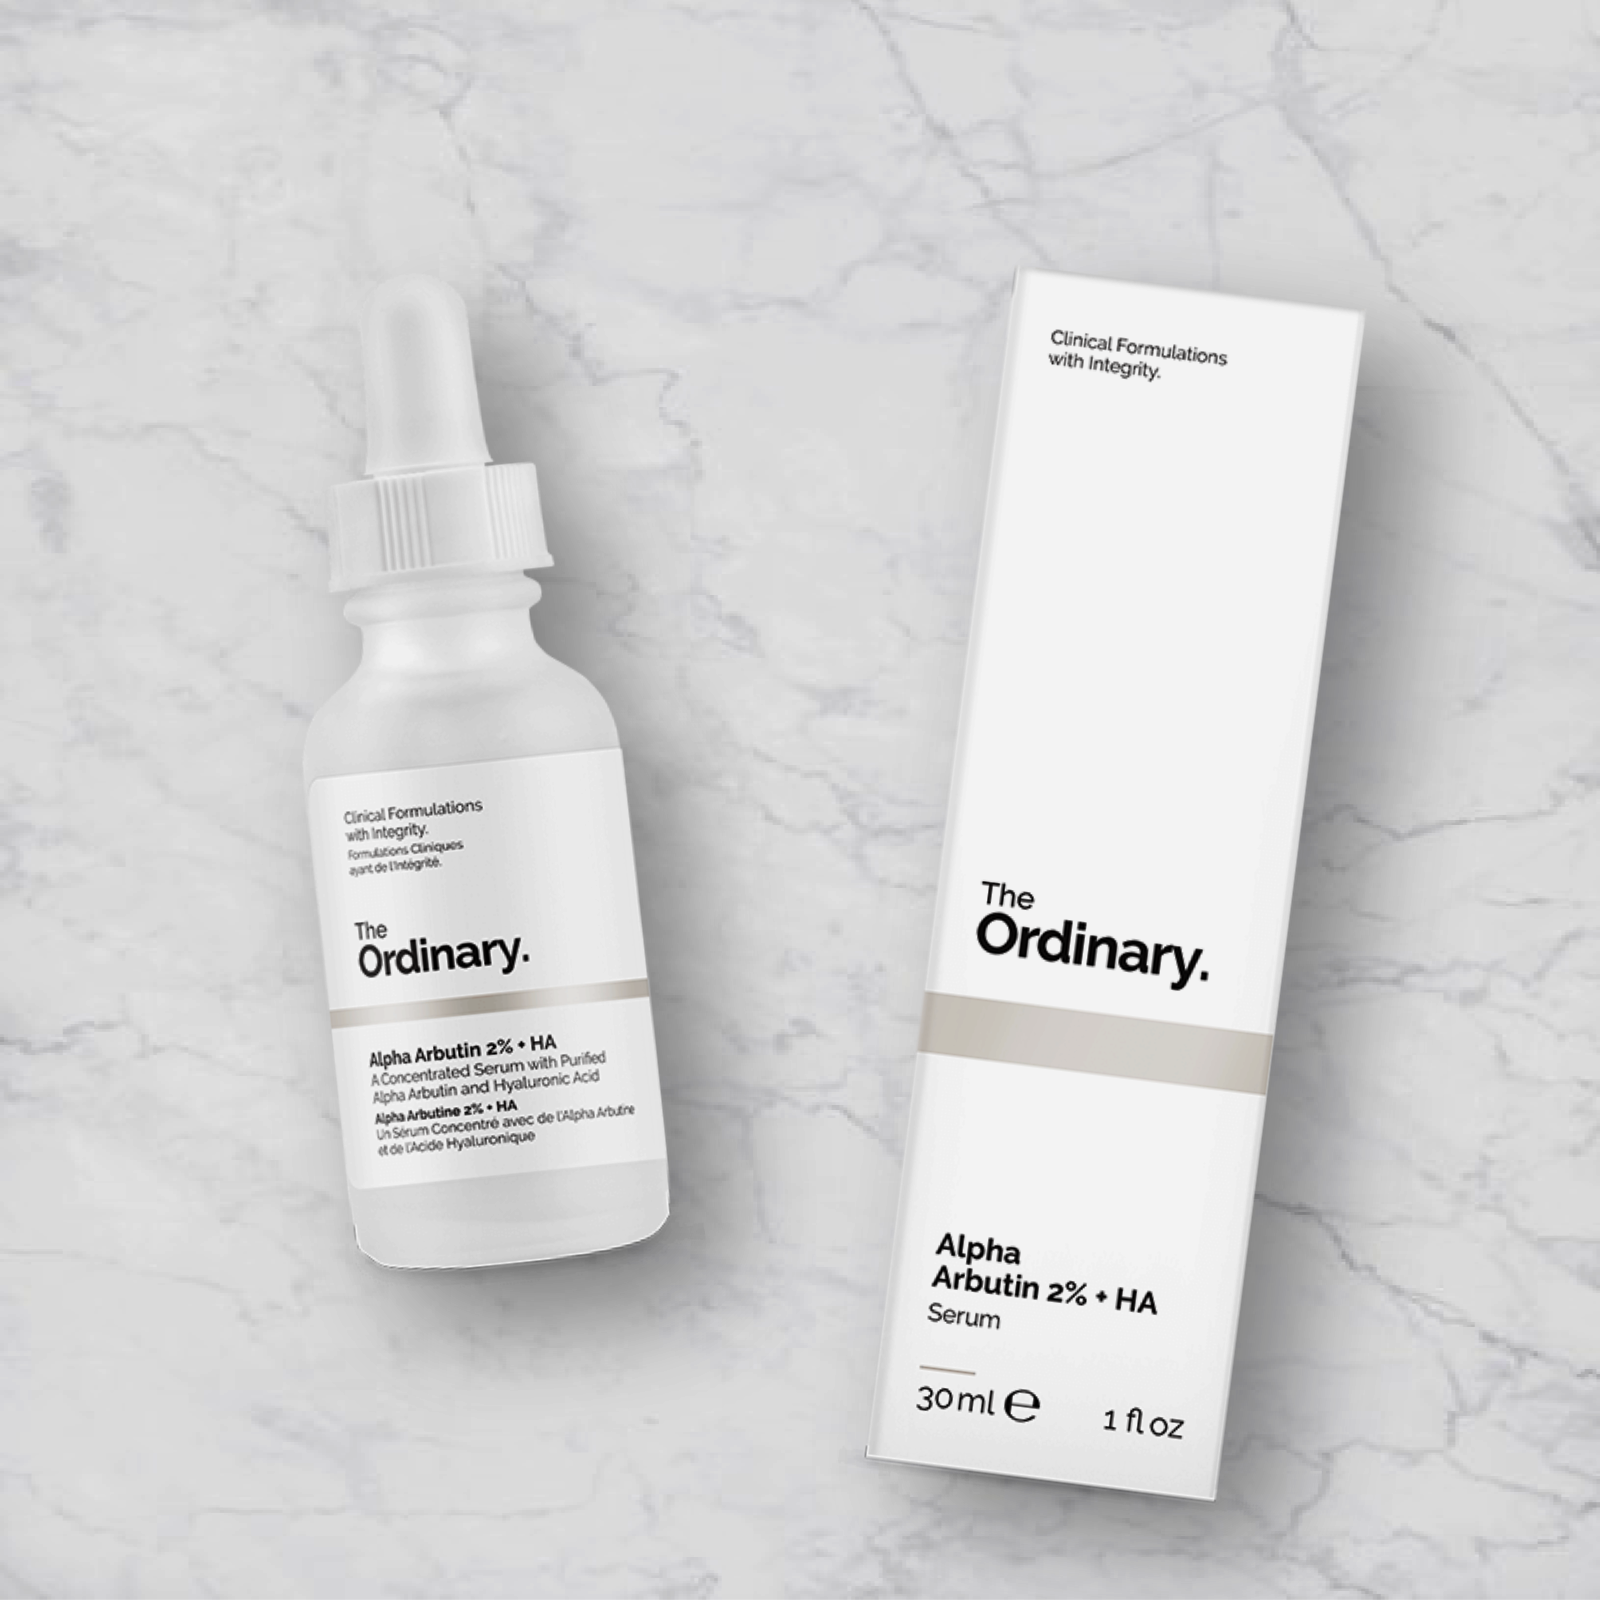 Clinical Formulations
with Integrity.
Formulations Cliniques
ayant de l'Intégrité.
The
Ordinary.
Alpha Arbutin 2% + HA
A Concentrated Serum with Purified
Alpha Arbutin and Hyaluronic Acid
Alpha Arbutine 2% + HA
Un Sérum Concentré avec de l'Alpha Arbutine
et de l'Acide Hyaluronique
Clinical Formulations
with Integrity.
The
Ordinary.
Alpha
Arbutin 2% + HA
Serum
30 ml ℮ 1 fl oz